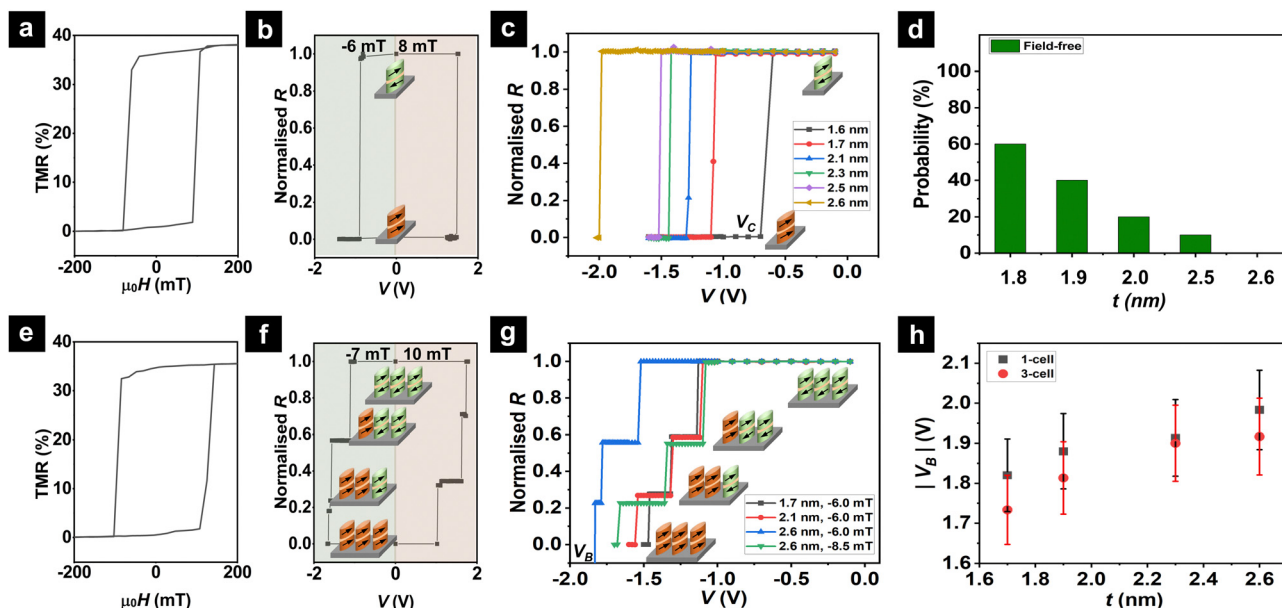 a
TMR (%)
40
30
20
10
0
-200 0 200
μ₀H (mT)
b
Normalised R
-6 mT 8 mT
1.0
0.8
0.6
0.4
0.2
0.0
-2 0 2
V (V)
c
Normalised R
1.0
0.8
0.6
0.4
0.2
0.0
1.6 nm
1.7 nm
2.1 nm
2.3 nm
2.5 nm
2.6 nm
V_C
-2.0 -1.5 -1.0 -0.5 0.0
V (V)
d
Field-free
Probability (%)
100
80
60
40
20
0
1.8 1.9 2.0 2.5 2.6
t (nm)
e
TMR (%)
40
30
20
10
0
-200 0 200
μ₀H (mT)
f
Normalised R
-7 mT 10 mT
1.0
0.8
0.6
0.4
0.2
0.0
-2 0 2
V (V)
g
Normalised R
1.0
0.8
0.6
0.4
0.2
0.0
1.7 nm, -6.0 mT
2.1 nm, -6.0 mT
2.6 nm, -6.0 mT
2.6 nm, -8.5 mT
V_B
-2.0 -1.5 -1.0 -0.5 0.0
V (V)
h
1-cell
3-cell
| V_B | (V)
2.1
2.0
1.9
1.8
1.7
1.6
1.6 1.8 2.0 2.2 2.4 2.6
t (nm)